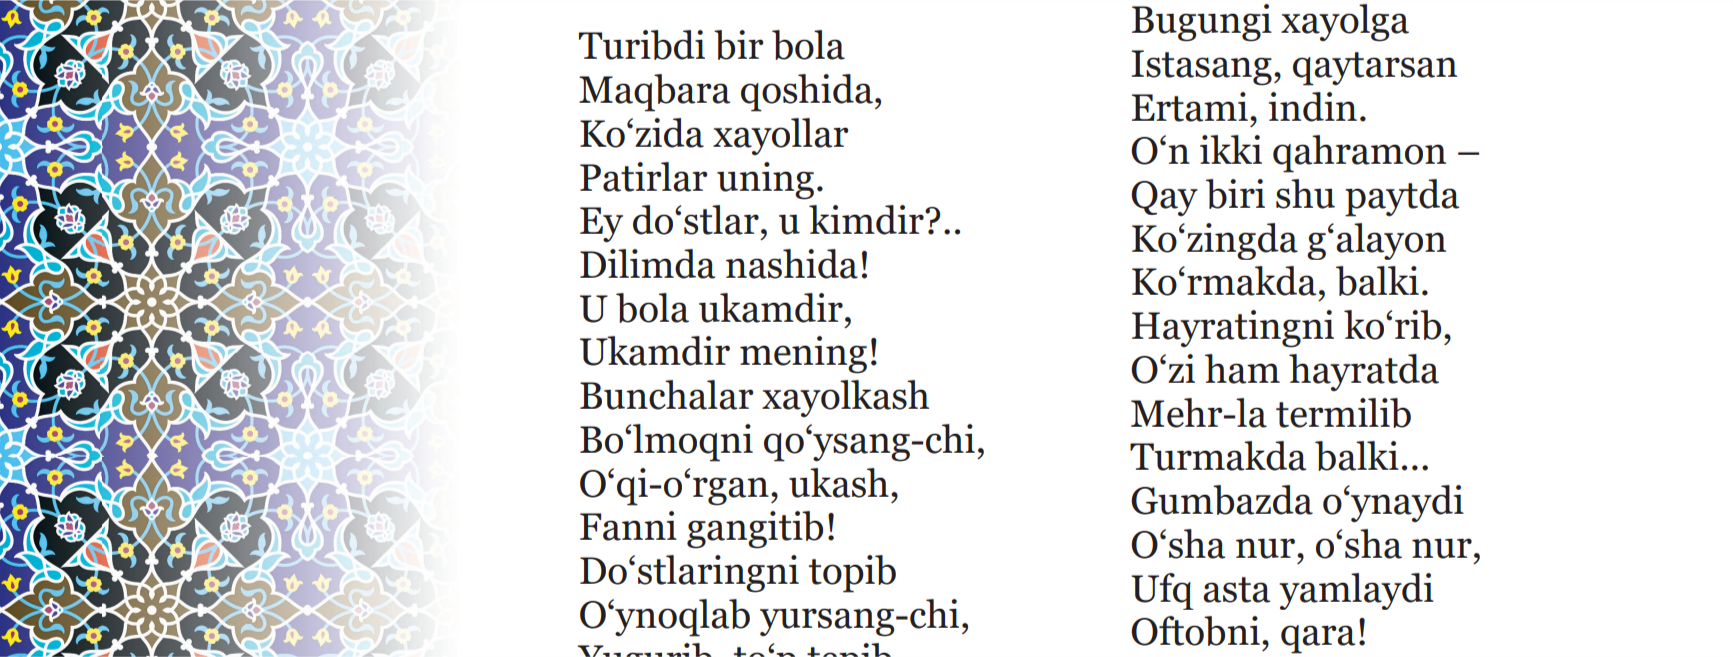 Turibdi bir bola
Maqbara qoshida,
Ko‘zida xayollar
Patirlar uning.
Ey do‘stlar, u kimdir?..
Dilimda nashida!
U bola ukamdir,
Ukamdir mening!
Bunchalar xayolkash
Bo‘lmoqni qo‘ysang-chi,
O‘qi-o‘rgan, ukash,
Fanni gangitib!
Do‘stlaringni topib
O‘ynoqlab yursang-chi,
Yugurib, to‘p tepib
Bugungi xayolga
Istasang, qaytarsan
Ertami, indin.
O‘n ikki qahramon –
Qay biri shu paytda
Ko‘zingda g‘alayon
Ko‘rmakda, balki.
Hayratingni ko‘rib,
O‘zi ham hayratda
Mehr-la termilib
Turmakda balki...
Gumbazda o‘ynaydi
O‘sha nur, o‘sha nur,
Ufq asta yamlaydi
Oftobni, qara!